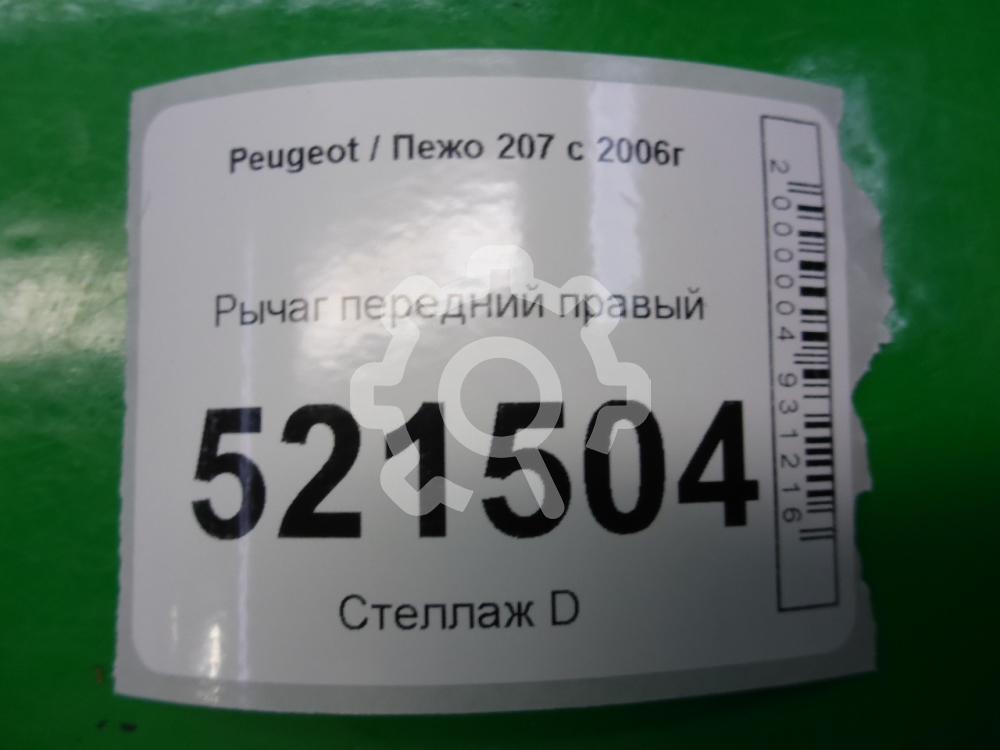 Peugeot / Пежо 207 с 2006г
Рычаг передний правый
521504
Стеллаж D
2000004931216